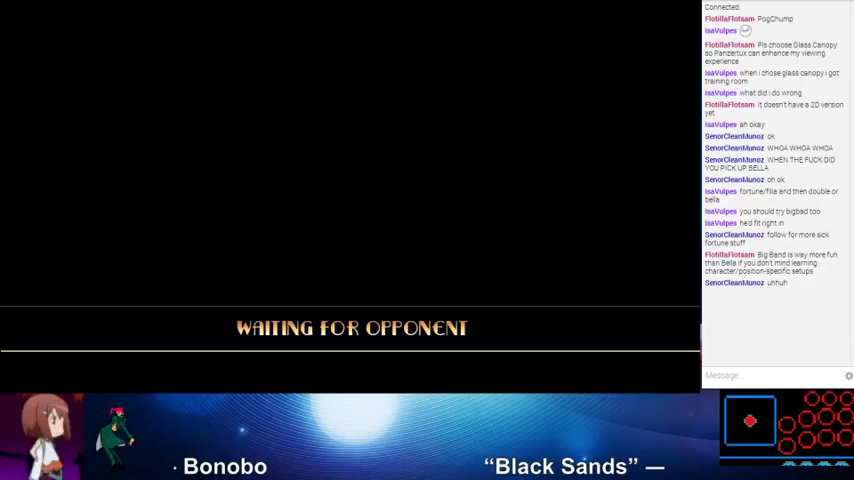 Connected.
FlotillaFlotsam PogChump
IsaVulpes
FlotillaFlotsam Pls choose Glass Canopy
so Panzertux can enhance my viewing
experience
IsaVulpes when i chose glass canopy i got
training room
IsaVulpes what did i do wrong
FlotillaFlotsam It doesn't have a 2D version
yet
IsaVulpes ah okay
SenorCleanMunoz ok
SenorCleanMunoz WHOA WHOA WHOA
SenorCleanMunoz WHEN THE FUCK DID
YOU PICK UP BELLA
SenorCleanMunoz oh ok
IsaVulpes fortune/filia and then double or
bella
IsaVulpes you should try bigbad too
IsaVulpes he'd fit right in
SenorCleanMunoz follow for more sick
fortune stuff
FlotillaFlotsam Big Band is way more fun
than Bella if you don't mind learning
character/position-specific setups
SenorCleanMunoz uhhuh
WAITING FOR OPPONENT
Message...
· Bonobo
“Black Sands” —